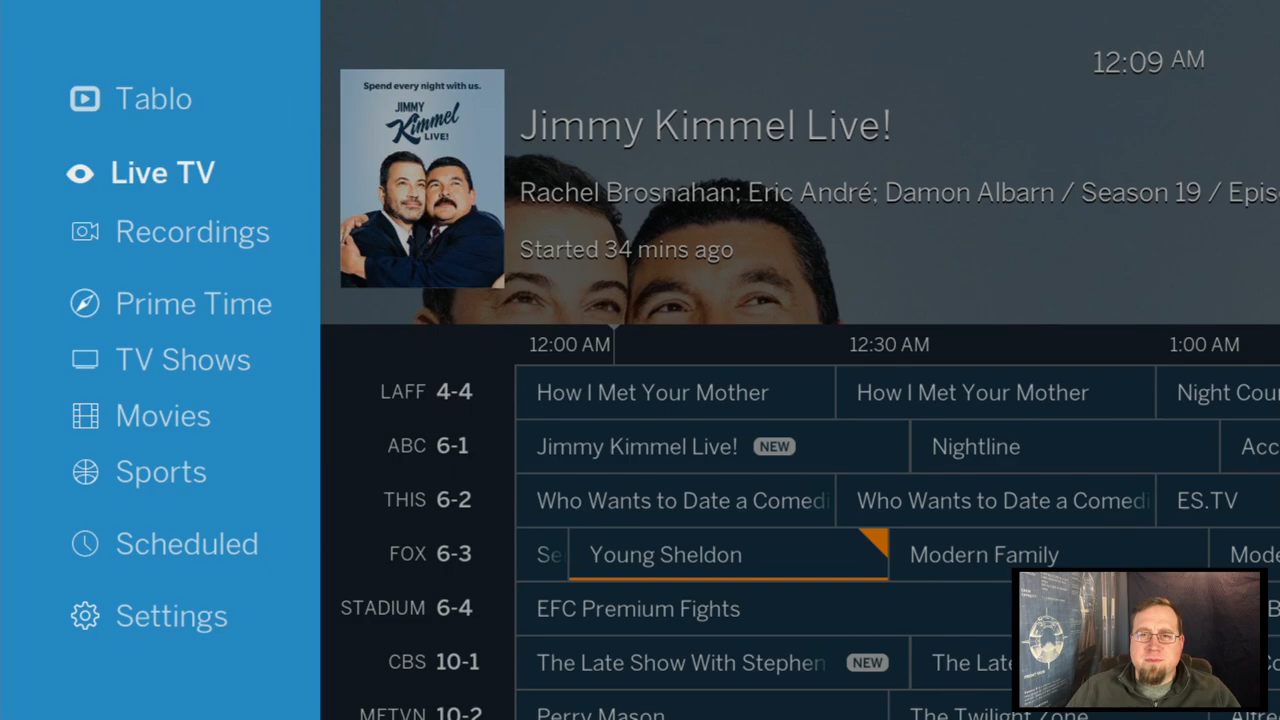 Tablo
Live TV
Recordings
Prime Time
TV Shows
Movies
Sports
Scheduled
Settings
12:09 AM
Spend every night with us.
JIMMY
Kimmel
LIVE!
Jimmy Kimmel Live!
Rachel Brosnahan; Eric André; Damon Albarn / Season 19 / Epis
Started 34 mins ago
12:00 AM 12:30 AM 1:00 AM
LAFF 4-4 How I Met Your Mother How I Met Your Mother Night Cou
ABC 6-1 Jimmy Kimmel Live! NEW Nightline Acc
THIS 6-2 Who Wants to Date a Comedi Who Wants to Date a Comedi ES.TV
FOX 6-3 Se Young Sheldon Modern Family Mode
STADIUM 6-4 EFC Premium Fights
CBS 10-1 The Late Show With Stephen NEW The Late
METVN 10-2 Perry Mason The Twilight Zone Alfre